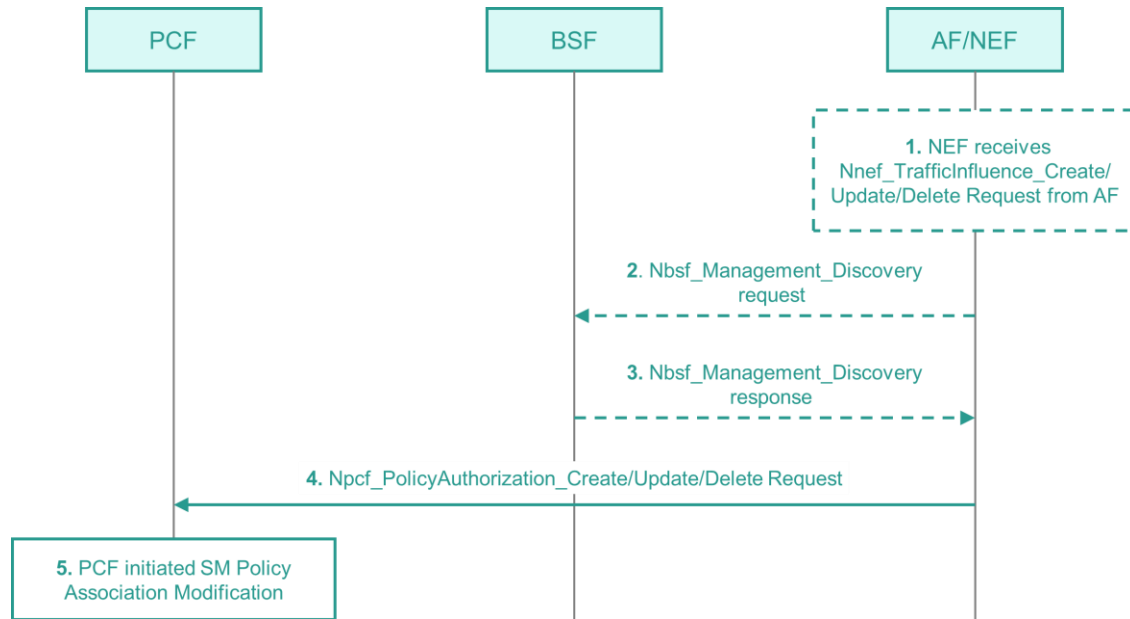 PCF
BSF
AF/NEF
1. NEF receives
Nnef_TrafficInfluence_Create/
Update/Delete Request from AF
2. Nbsf_Management_Discovery
request
3. Nbsf_Management_Discovery
response
4. Npcf_PolicyAuthorization_Create/Update/Delete Request
5. PCF initiated SM Policy
Association Modification